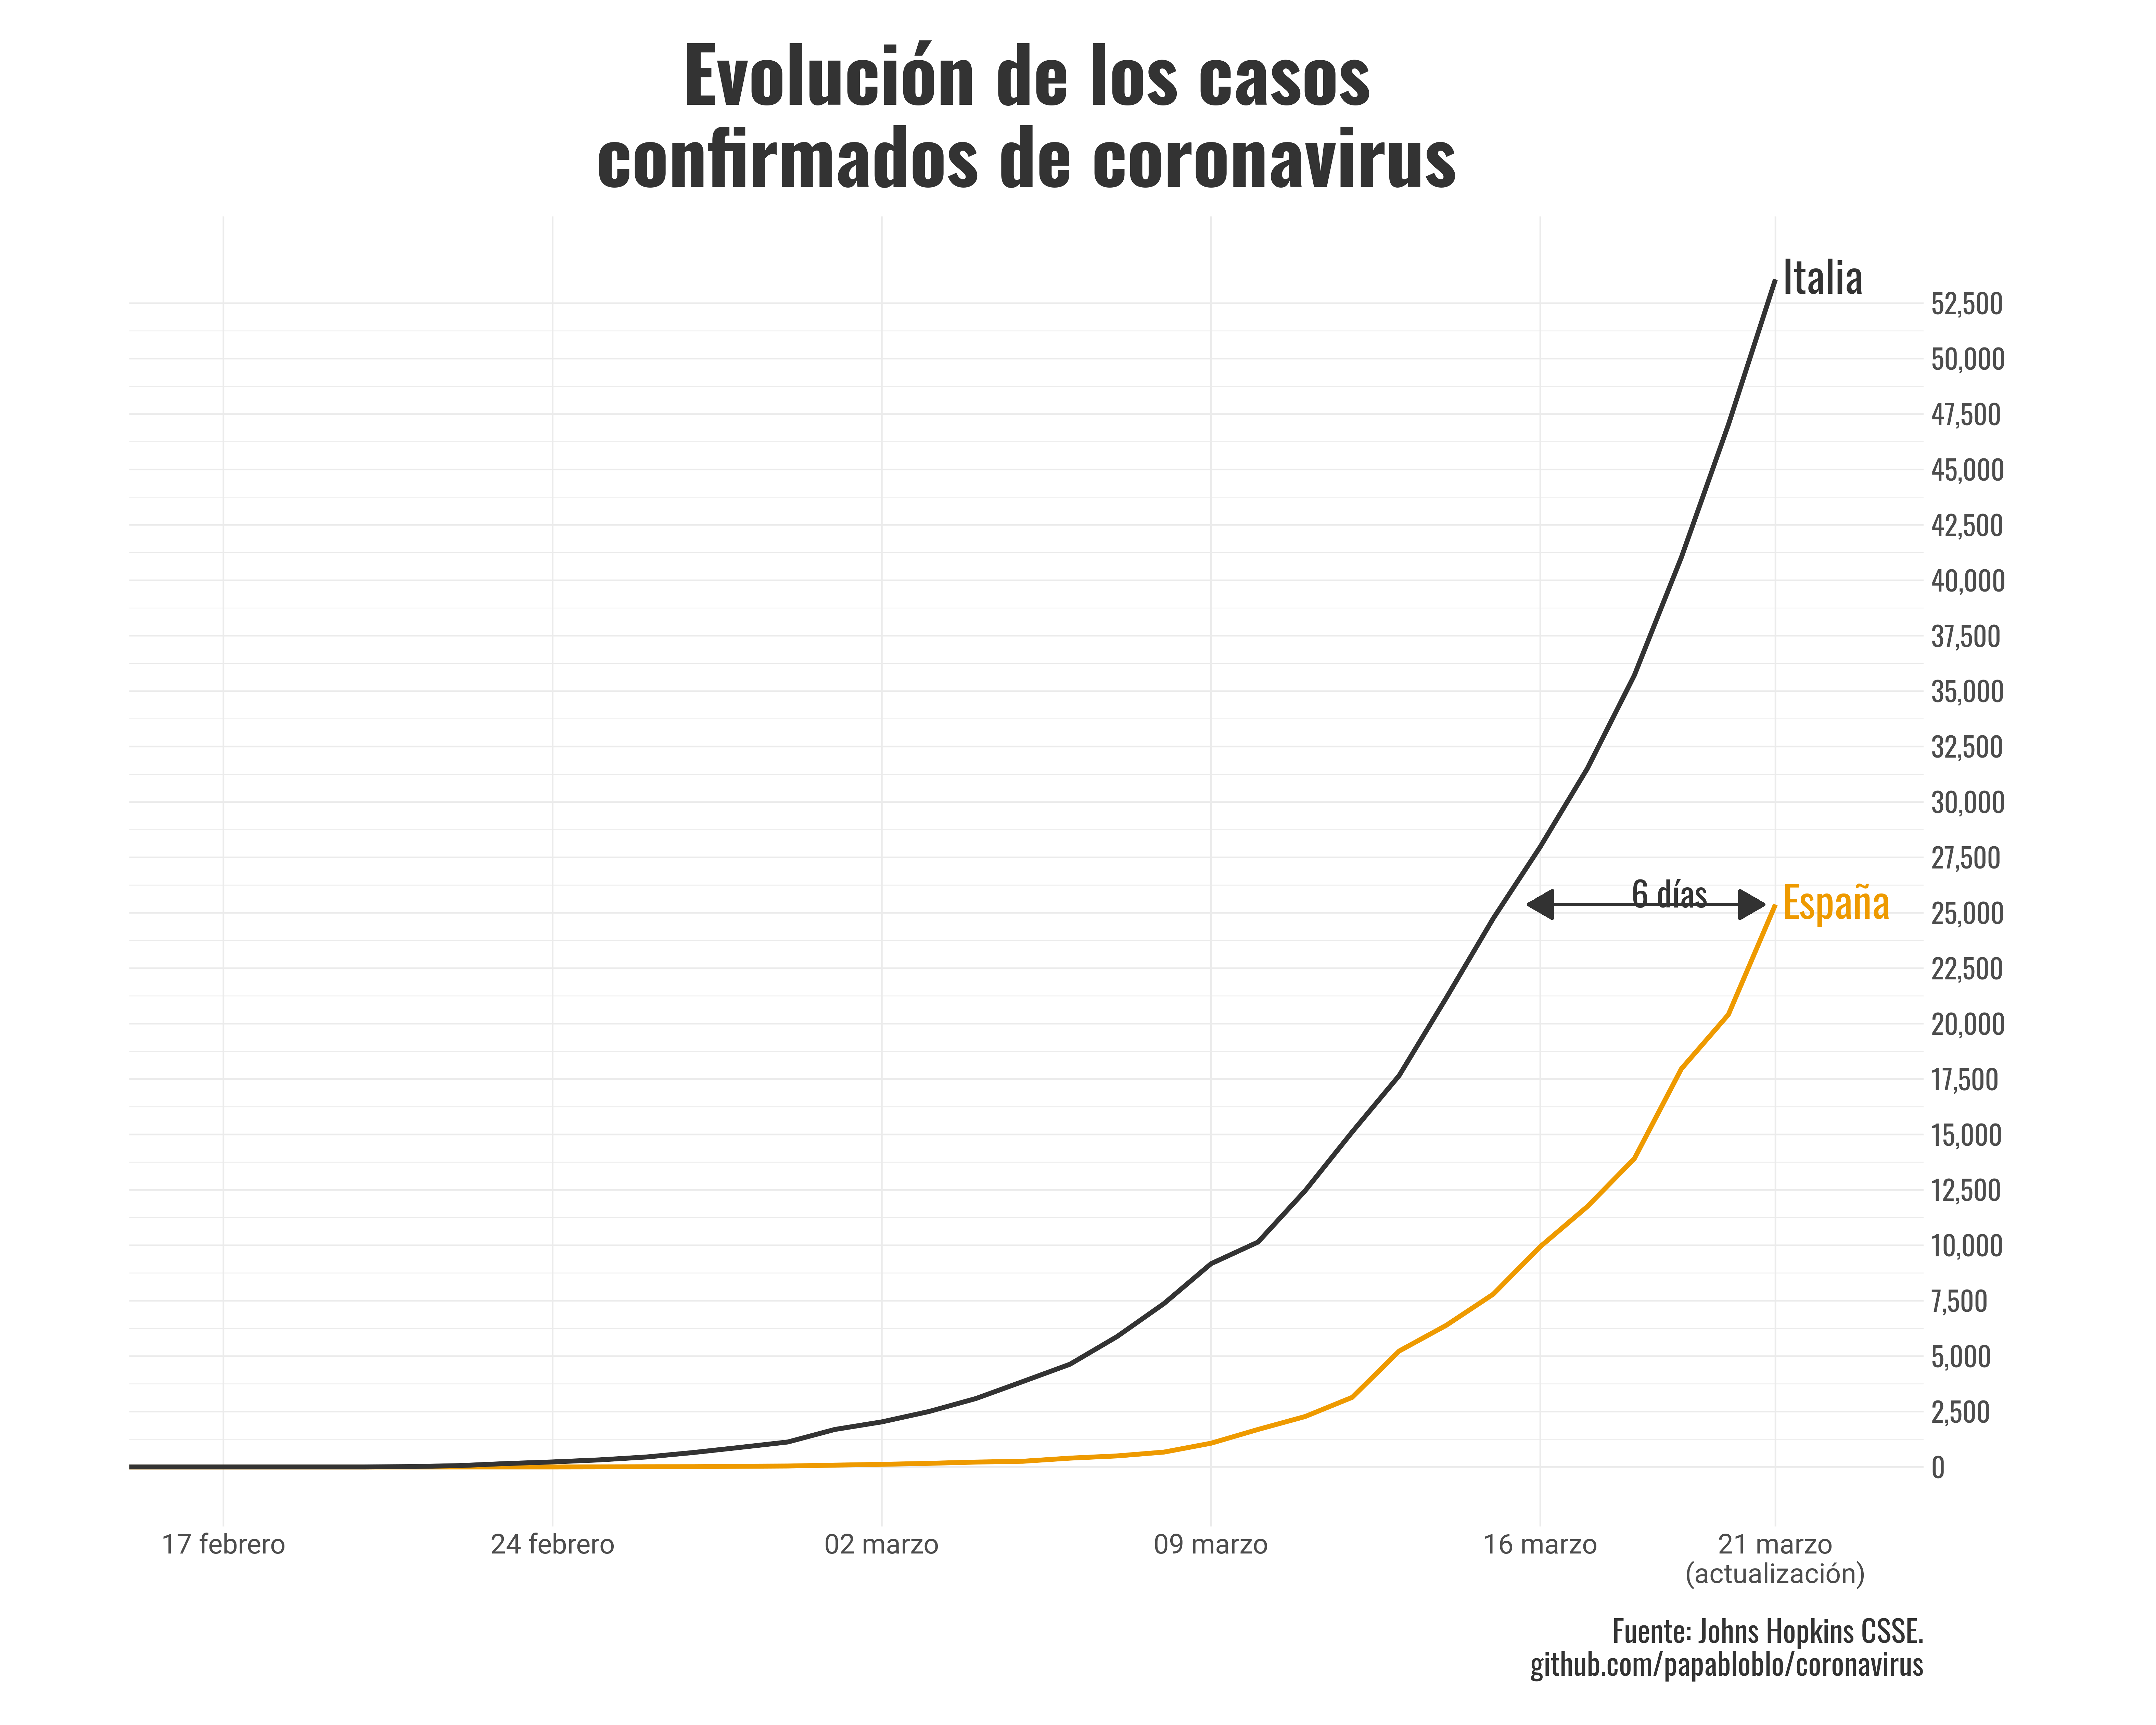 Evolución de los casos
confirmados de coronavirus
Italia
52,500
50,000
47,500
45,000
42,500
40,000
37,500
35,000
32,500
30,000
27,500
6 días
España
25,000
22,500
20,000
17,500
15,000
12,500
10,000
7,500
5,000
2,500
0
17 febrero
24 febrero
02 marzo
09 marzo
16 marzo
21 marzo
(actualización)
Fuente: Johns Hopkins CSSE.
github.com/papabloblo/coronavirus